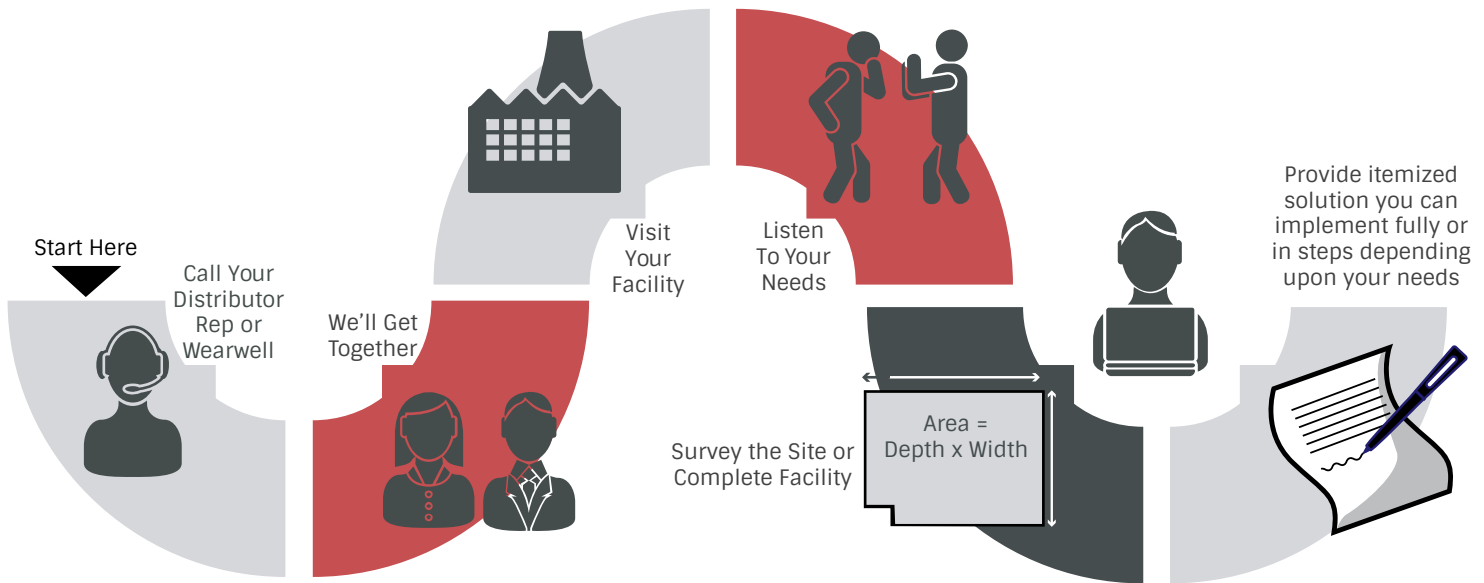 Start Here
Call Your
Distributor
Rep or
Wearwell
We'll Get
Together
Visit
Your
Facility
Listen
To Your
Needs
Survey the Site or
Complete Facility
Area =
Depth x Width
Provide itemized
solution you can
implement fully or
in steps depending
upon your needs